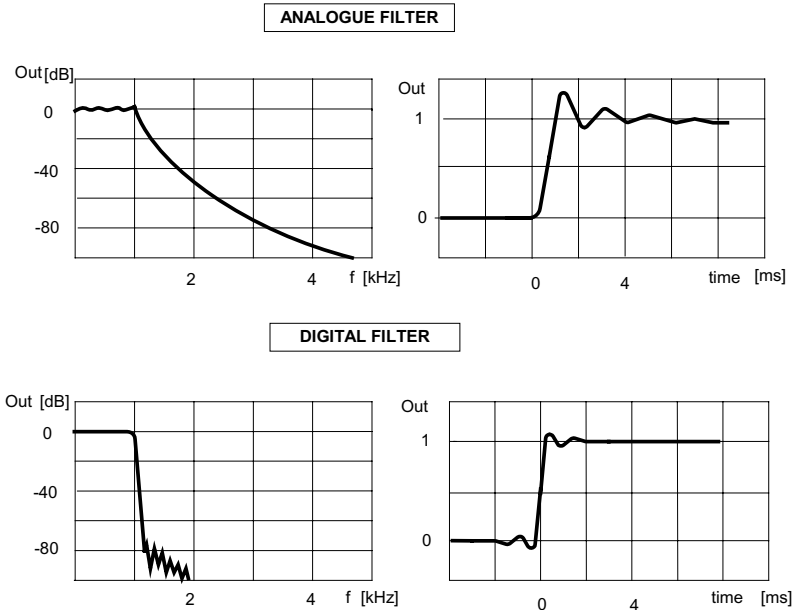 ANALOGUE FILTER
Out [dB]
0
-40
-80
2
4
f [kHz]
Out
1
0
0
4
time [ms]
DIGITAL FILTER
Out [dB]
0
-40
-80
2
4
f [kHz]
Out
1
0
0
4
time [ms]